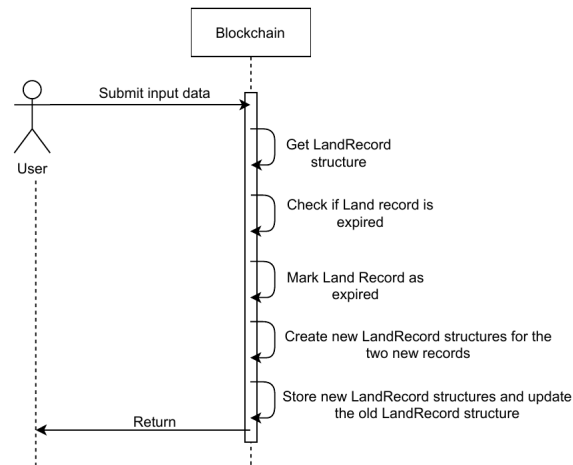 Blockchain
Submit input data
User
Get LandRecord
structure
Check if Land record is
expired
Mark Land Record as
expired
Create new LandRecord structures for the
two new records
Store new LandRecord structures and update
the old LandRecord structure
Return